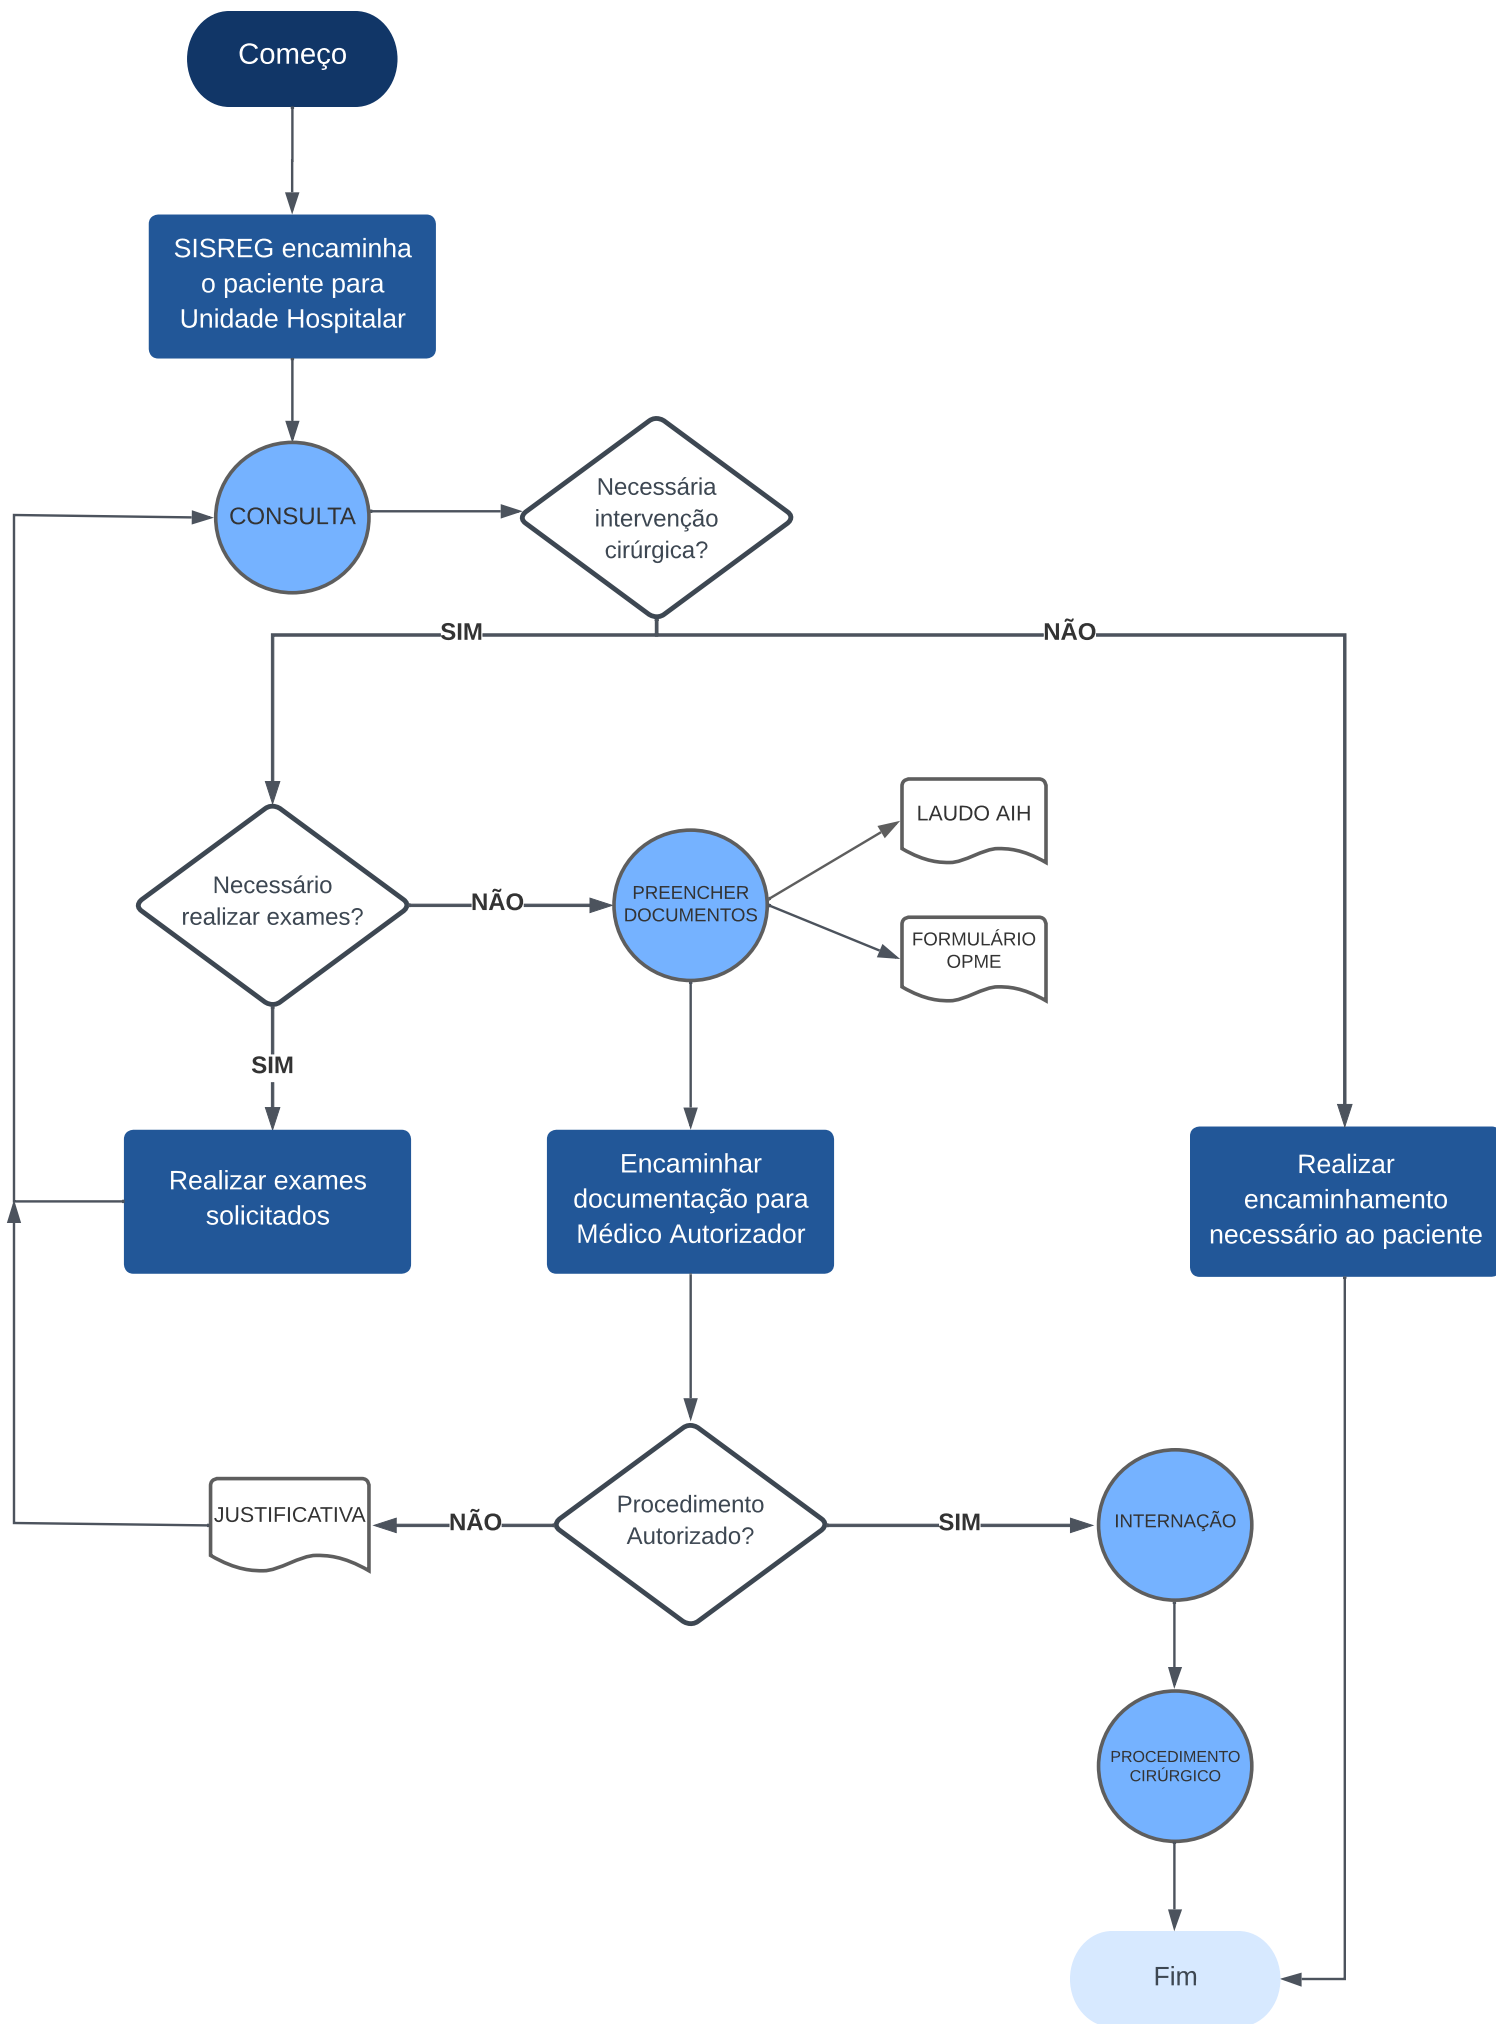 Começo
SISREG encaminha
o paciente para
Unidade Hospitalar
CONSULTA
Necessária
intervenção
cirúrgica?
SIM
NÃO
LAUDO AIH
Necessário
realizar exames?
NÃO
PREENCHER
DOCUMENTOS
FORMULÁRIO
OPME
SIM
Realizar exames
solicitados
Encaminhar
documentação para
Médico Autorizador
Realizar
encaminhamento
necessário ao paciente
JUSTIFICATIVA
NÃO
Procedimento
Autorizado?
SIM
INTERNAÇÃO
PROCEDIMENTO
CIRÚRGICO
Fim